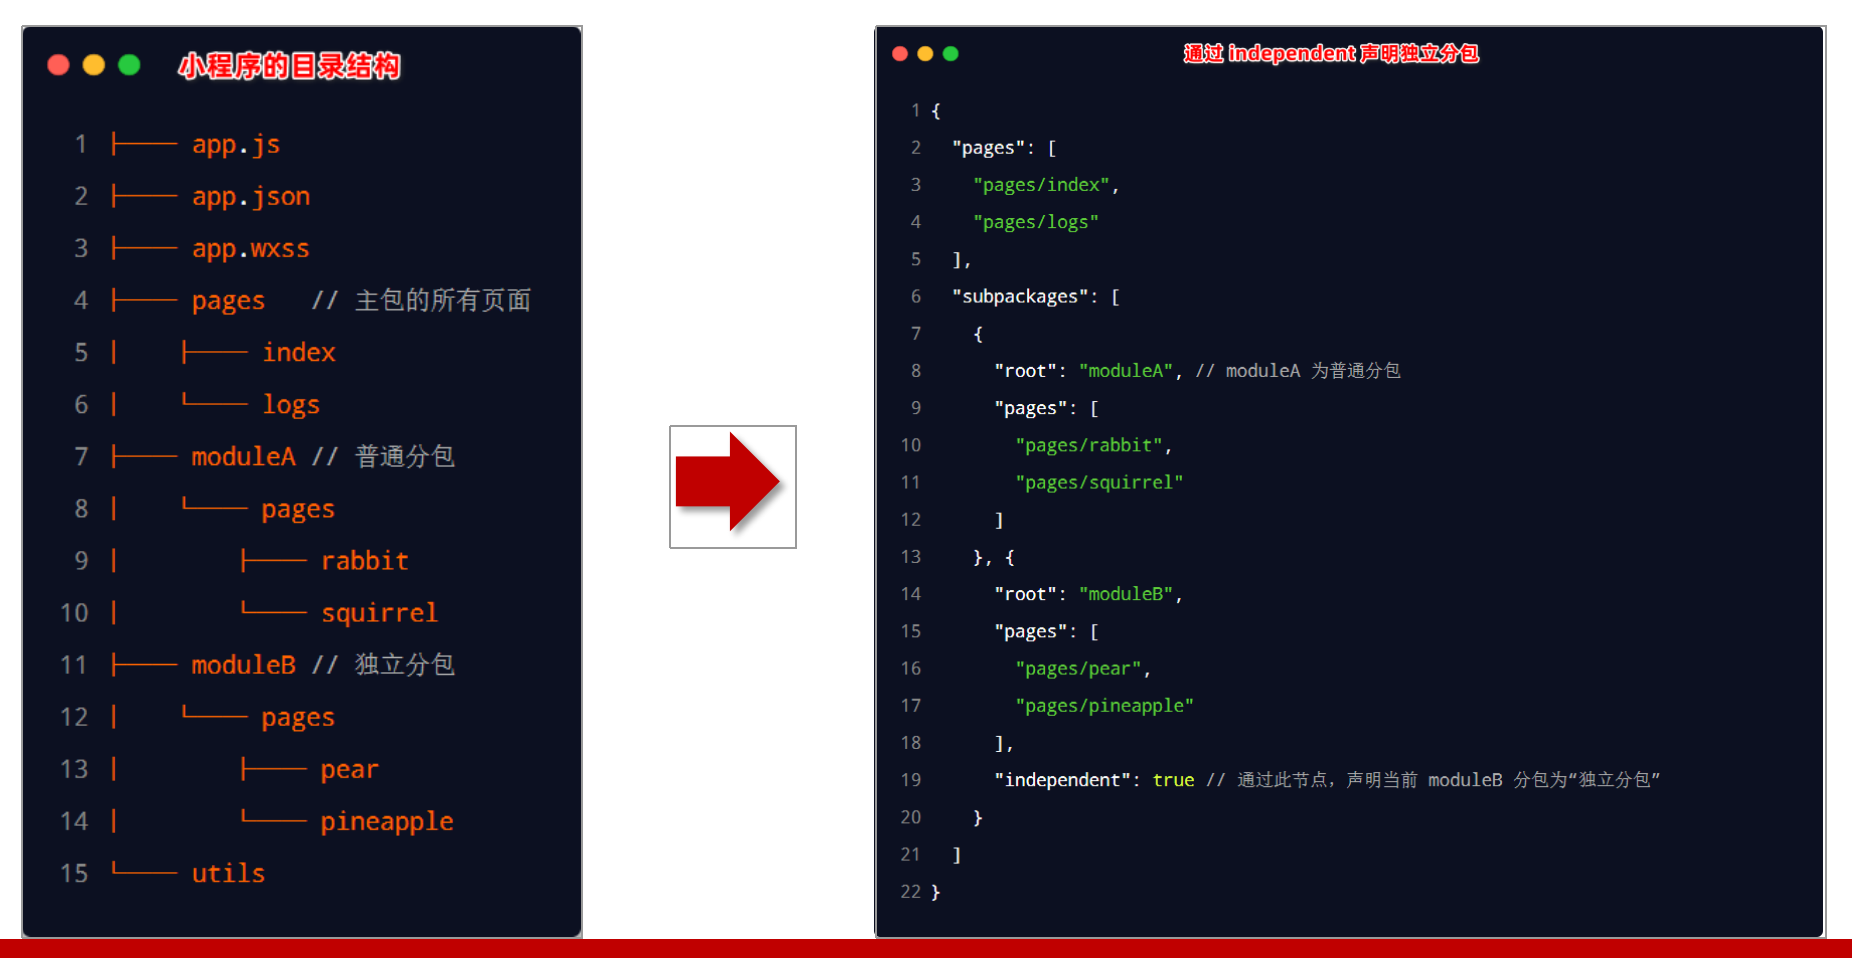 小程序的目录结构
1 ├── app.js
2 ├── app.json
3 ├── app.wxss
4 ├── pages // 主包的所有页面
5 │ ├── index
6 │ └── logs
7 ├── moduleA // 普通分包
8 │ └── pages
9 │ ├── rabbit
10 │ └── squirrel
11 ├── moduleB // 独立分包
12 │ └── pages
13 │ ├── pear
14 │ └── pineapple
15 └── utils
通过 independent 声明独立分包
1 {
2 "pages": [
3 "pages/index",
4 "pages/logs"
5 ],
6 "subpackages": [
7 {
8 "root": "moduleA", // moduleA 为普通分包
9 "pages": [
10 "pages/rabbit",
11 "pages/squirrel"
12 ]
13 }, {
14 "root": "moduleB",
15 "pages": [
16 "pages/pear",
17 "pages/pineapple"
18 ],
19 "independent": true // 通过此节点，声明当前 moduleB 分包为“独立分包”
20 }
21 ]
22 }